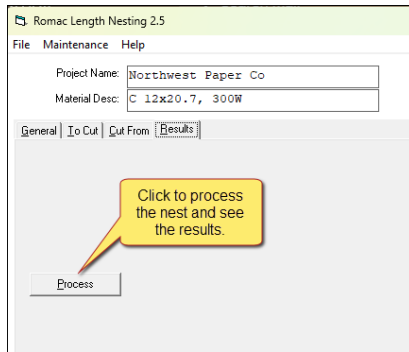 Romac Length Nesting 2.5
File Maintenance Help
Project Name: Northwest Paper Co
Material Desc: C 12x20.7, 300W
General To Cut Cut From Results
Click to process
the nest and see
the results.
Process